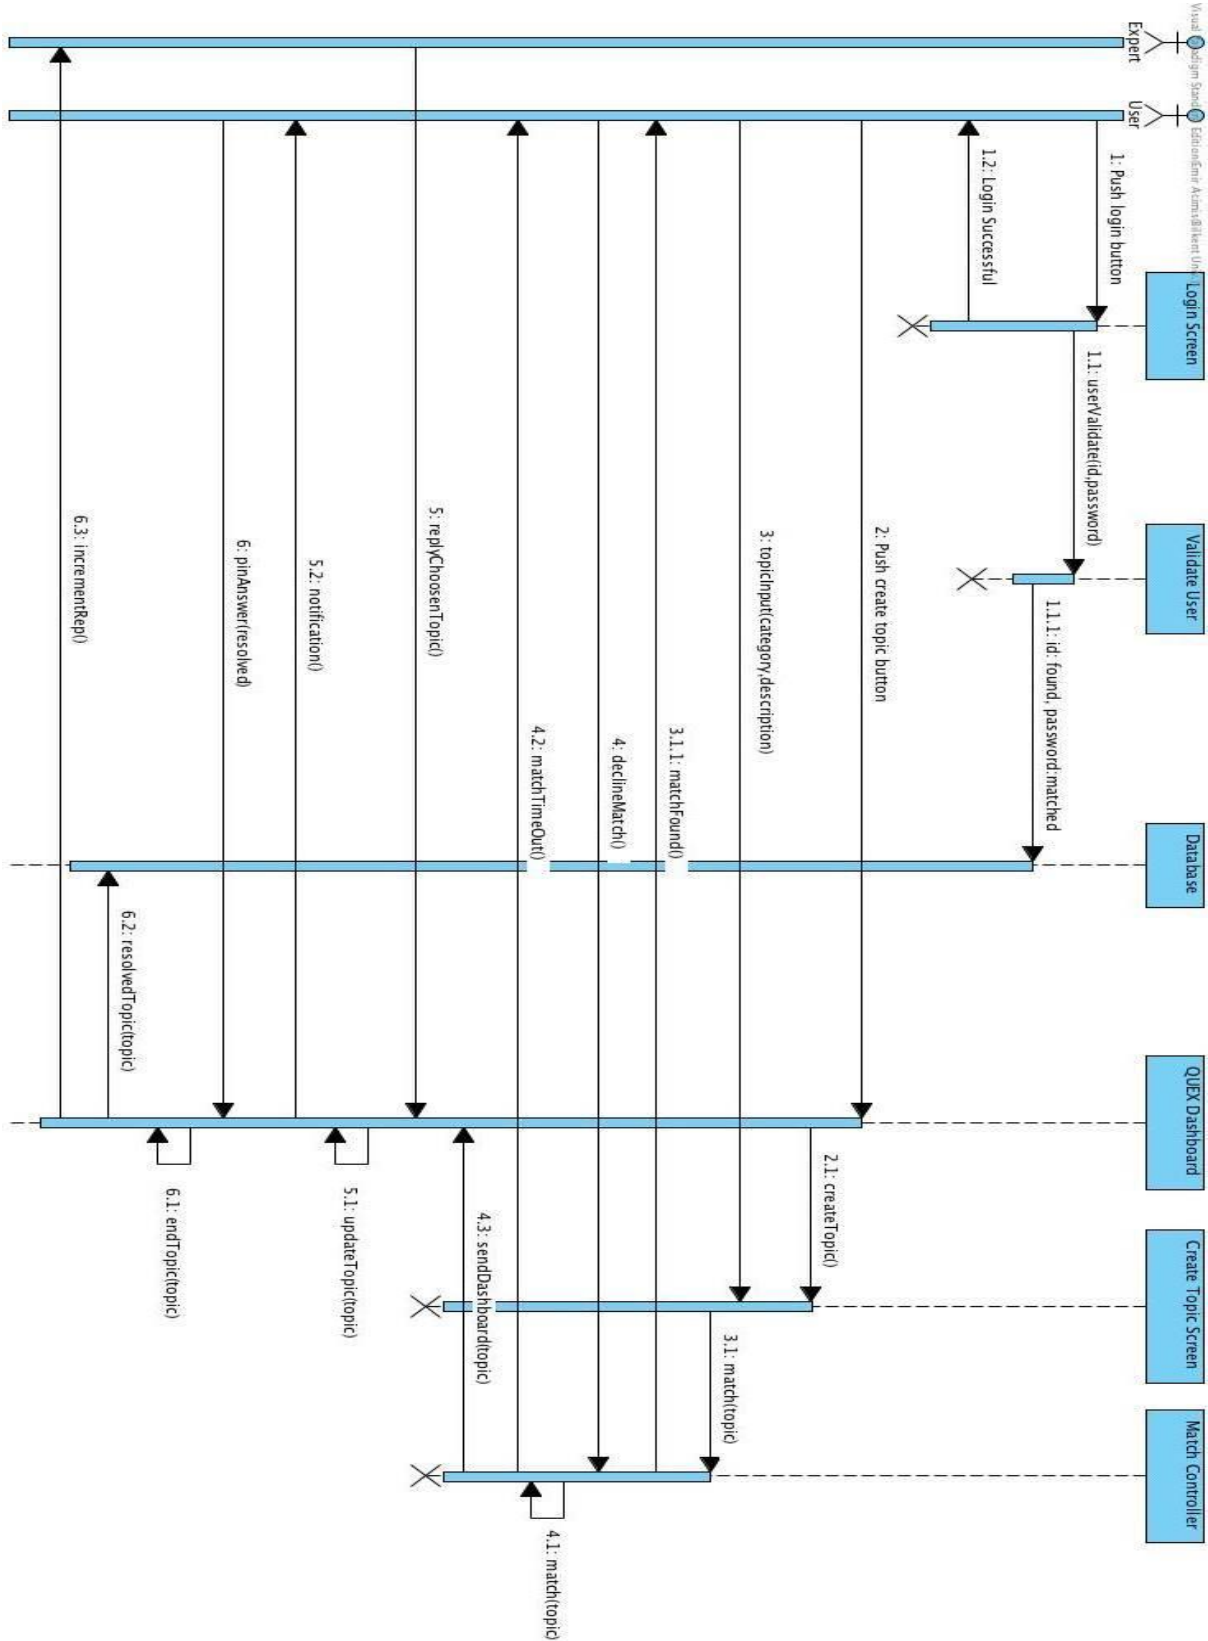 Expert
User
Login Screen
Validate User
Database
QUEX Dashboard
Create Topic Screen
Match Controller
1: Push login button
1.1: userValidate(id,password)
1.1.1: id: found, password:matched
1.2: Login Successful
2: Push create topic button
2.1: createTopic()
3: topicInput(category,description)
3.1: match(topic)
3.1.1: matchFound()
4: declineMatch()
4.1: match(topic)
4.2: matchTimeOut()
4.3: sendDashboard(topic)
5: replyChoosenTopic()
5.1: updateTopic(topic)
5.2: notification()
6: pinAnswer(resolved)
6.1: endTopic(topic)
6.2: resolvedTopic(topic)
6.3: incrementRep()